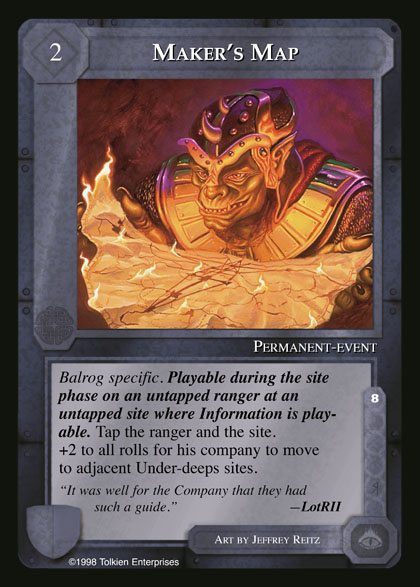 2
Maker's Map
Permanent-event
Balrog specific. Playable during the site
phase on an untapped ranger at an
untapped site where Information is play-
able. Tap the ranger and the site.
+2 to all rolls for his company to move
to adjacent Under-deeps sites.
8
"It was well for the Company that they had
such a guide." —LotRII
Art by Jeffrey Reitz
©1998 Tolkien Enterprises